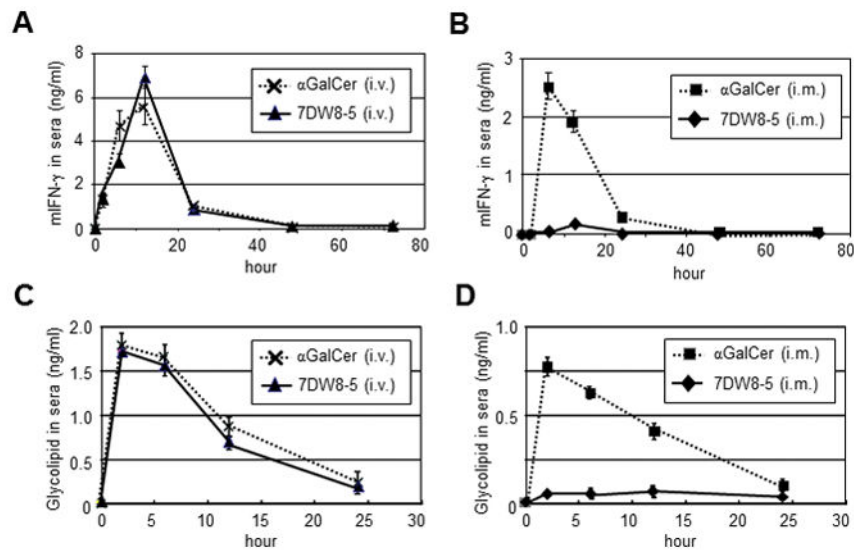 A
mIFN-γ in sera (ng/ml)
8
6
4
2
0
αGalCer (i.v.)
7DW8-5 (i.v.)
0 20 40 60 80
hour
B
mIFN-γ in sera (ng/ml)
3
2
1
0
αGalCer (i.m.)
7DW8-5 (i.m.)
0 20 40 60 80
hour
C
Glycolipid in sera (ng/ml)
2.0
1.5
1.0
0.5
0
αGalCer (i.v.)
7DW8-5 (i.v.)
0 5 10 15 20 25 30
hour
D
Glycolipid in sera (ng/ml)
1.0
0.5
0
αGalCer (i.m.)
7DW8-5 (i.m.)
0 5 10 15 20 25 30
hour